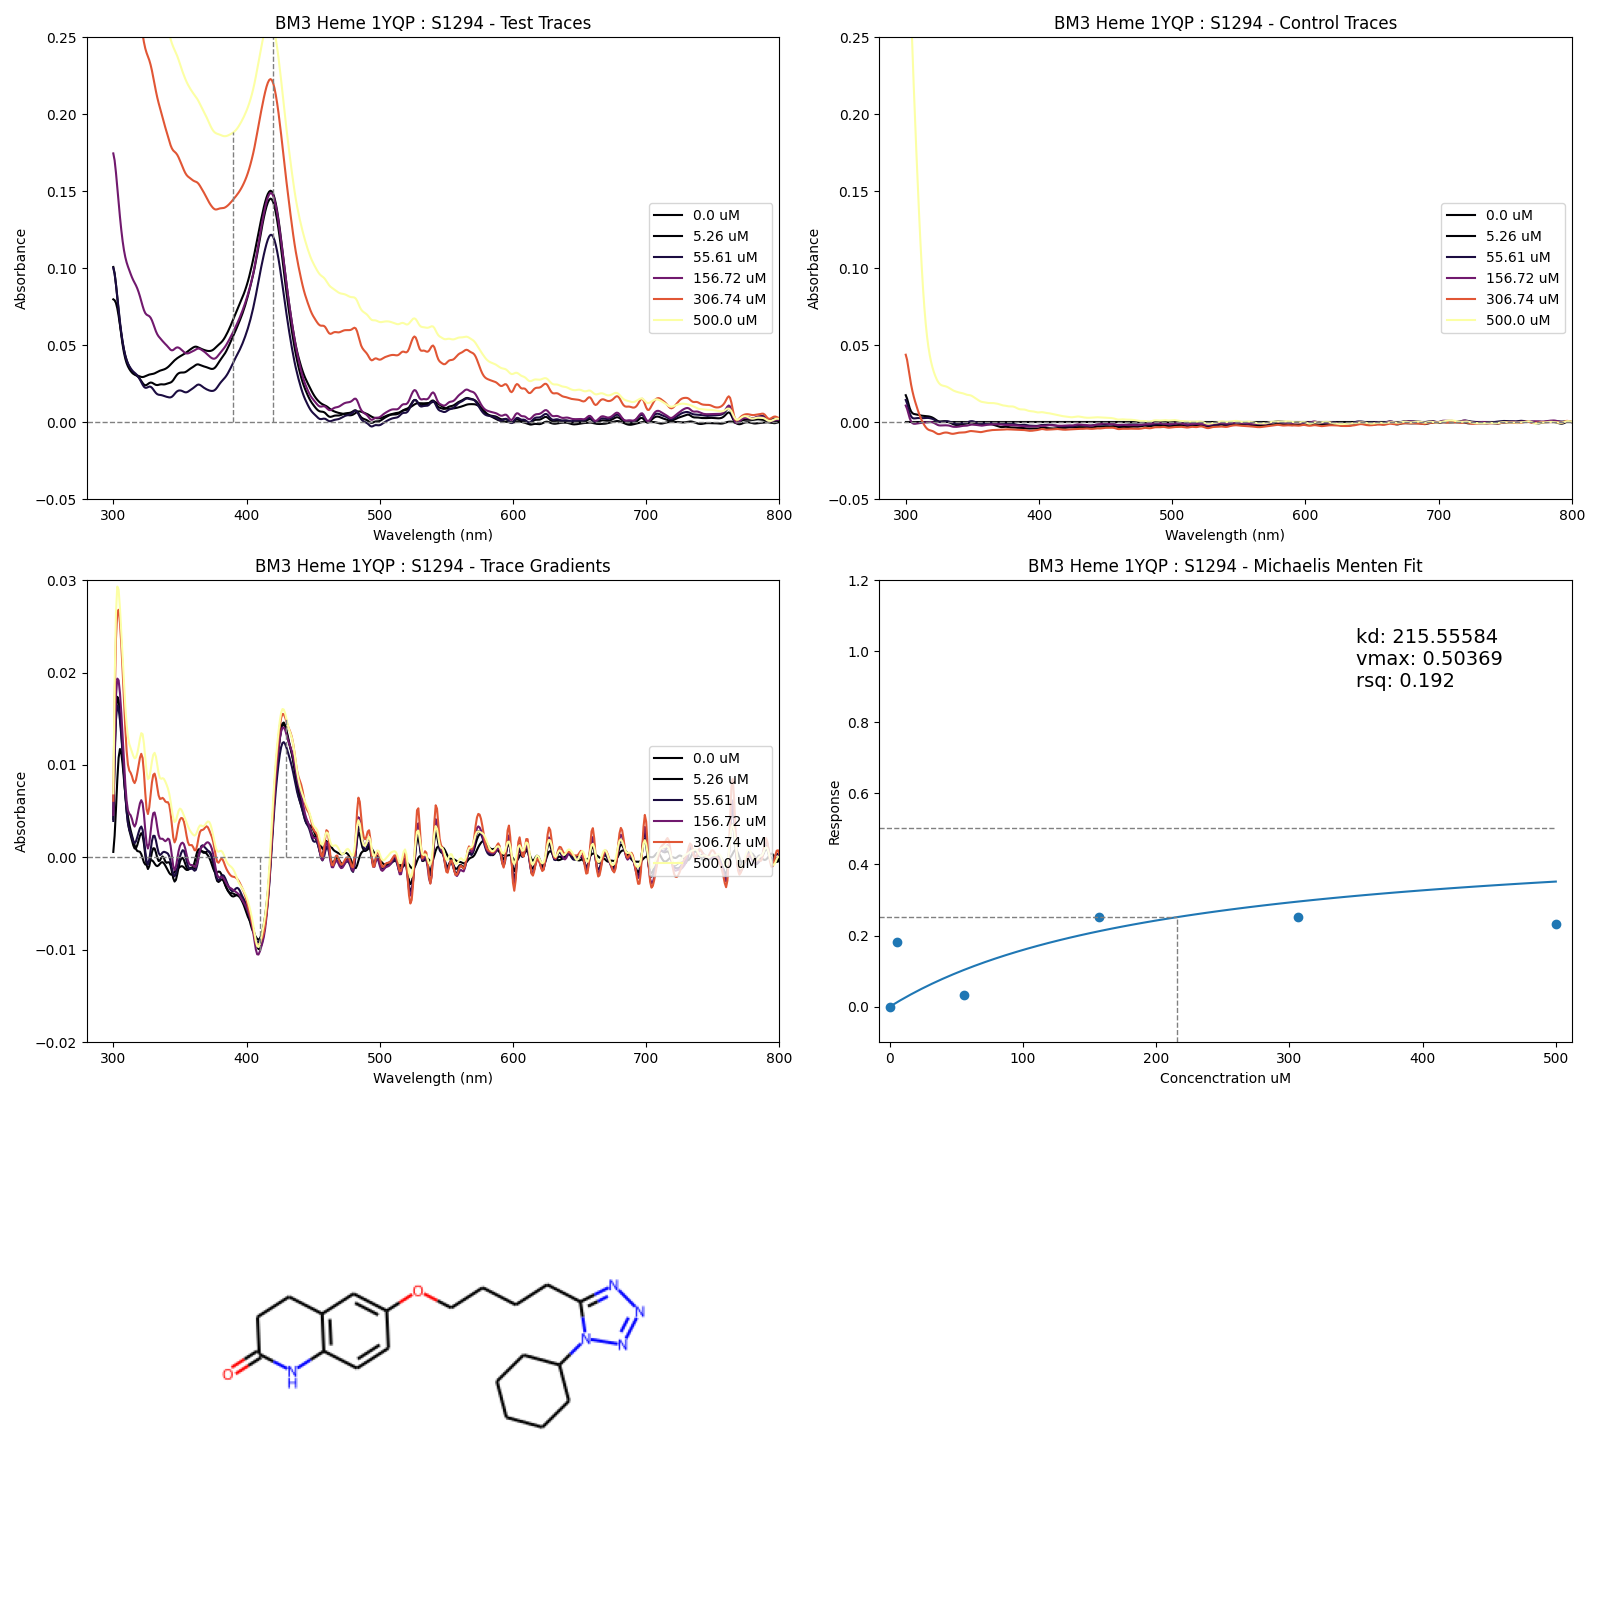 BM3 Heme 1YQP : S1294 - Test Traces
0.25
0.20
0.15
0.10
0.05
0.00
−0.05
Absorbance
300 400 500 600 700 800
Wavelength (nm)
0.0 uM
5.26 uM
55.61 uM
156.72 uM
306.74 uM
500.0 uM
BM3 Heme 1YQP : S1294 - Control Traces
0.25
0.20
0.15
0.10
0.05
0.00
−0.05
Absorbance
300 400 500 600 700 800
Wavelength (nm)
0.0 uM
5.26 uM
55.61 uM
156.72 uM
306.74 uM
500.0 uM
BM3 Heme 1YQP : S1294 - Trace Gradients
0.03
0.02
0.01
0.00
−0.01
−0.02
Absorbance
300 400 500 600 700 800
Wavelength (nm)
0.0 uM
5.26 uM
55.61 uM
156.72 uM
306.74 uM
500.0 uM
BM3 Heme 1YQP : S1294 - Michaelis Menten Fit
1.2
1.0
0.8
0.6
0.4
0.2
0.0
Response
0 100 200 300 400 500
Concenctration uM
kd: 215.55584
vmax: 0.50369
rsq: 0.192
O
N
H
O
N
N
N
N